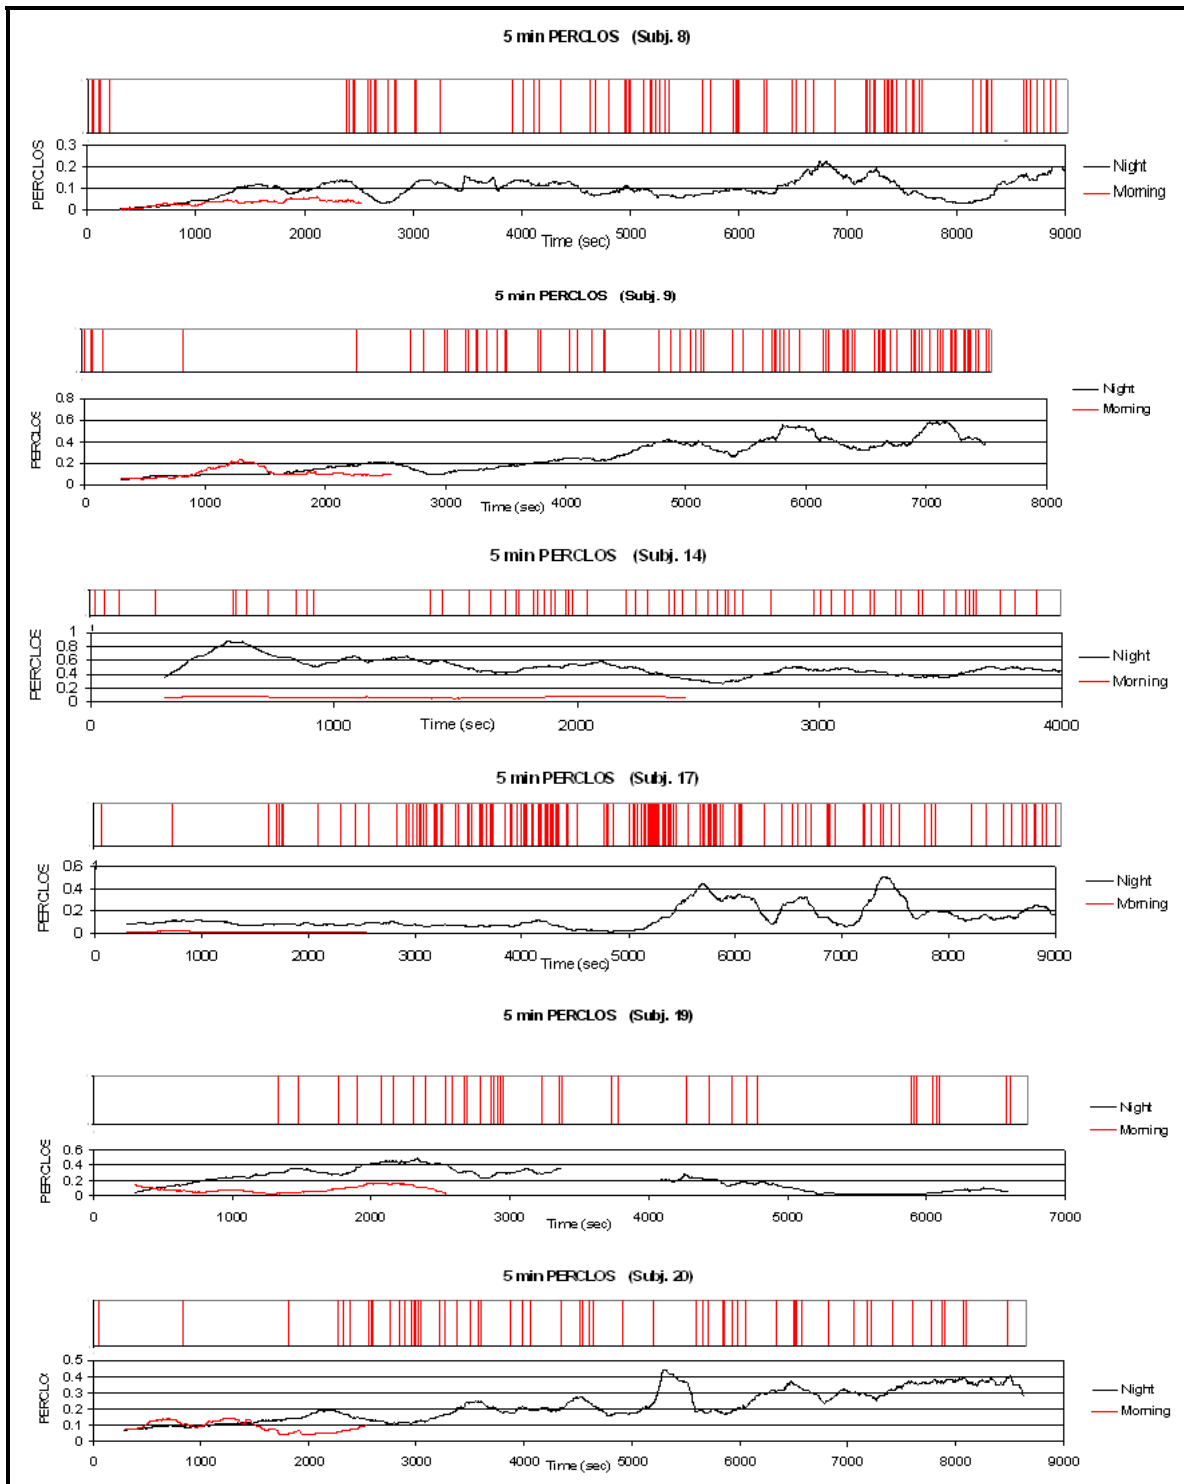 5 min PERCLOS (Subj. 8)
PERCLOS
0.3
0.2
0.1
0
Night
Morning
0 1000 2000 3000 4000 5000 6000 7000 8000 9000
Time (sec)
5 min PERCLOS (Subj. 9)
PERCLOS
0.8
0.6
0.4
0.2
0
Night
Morning
0 1000 2000 3000 4000 5000 6000 7000 8000
Time (sec)
5 min PERCLOS (Subj. 14)
PERCLOS
1
0.8
0.6
0.4
0.2
0
Night
Morning
0 1000 2000 3000 4000
Time (sec)
5 min PERCLOS (Subj. 17)
PERCLOS
0.6
0.4
0.2
0
Night
Morning
0 1000 2000 3000 4000 5000 6000 7000 8000 9000
Time (sec)
5 min PERCLOS (Subj. 19)
PERCLOS
0.6
0.4
0.2
0
Night
Morning
0 1000 2000 3000 4000 5000 6000 7000
Time (sec)
5 min PERCLOS (Subj. 20)
PERCLO
0.5
0.4
0.3
0.2
0.1
0
Night
Morning
0 1000 2000 3000 4000 5000 6000 7000 8000 9000
Time (sec)